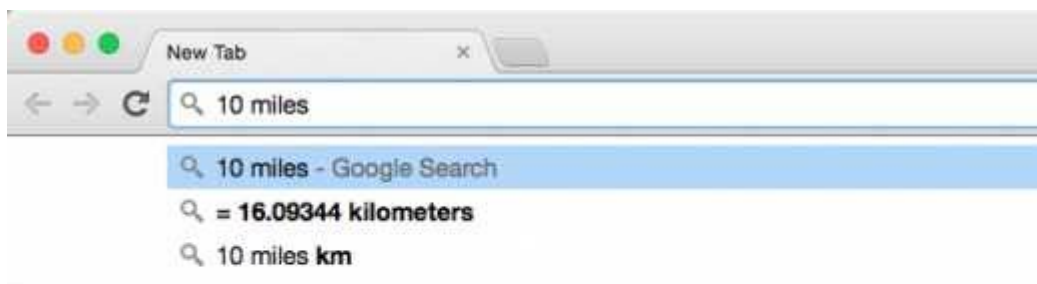 New Tab
10 miles
10 miles - Google Search
= 16.09344 kilometers
10 miles km